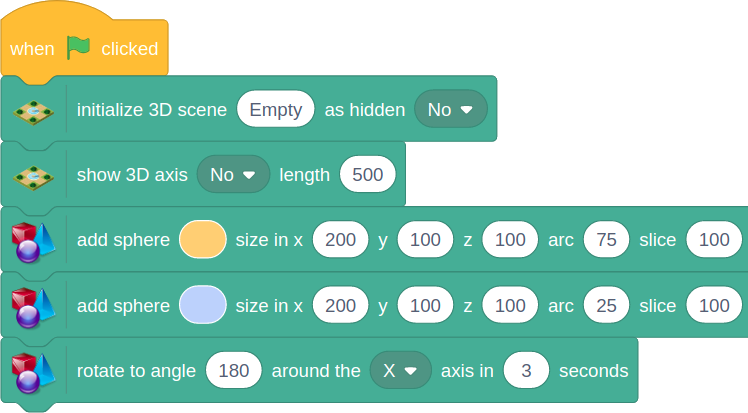 when clicked
initialize 3D scene Empty as hidden No
show 3D axis No length 500
add sphere size in x 200 y 100 z 100 arc 75 slice 100
add sphere size in x 200 y 100 z 100 arc 25 slice 100
rotate to angle 180 around the X axis in 3 seconds